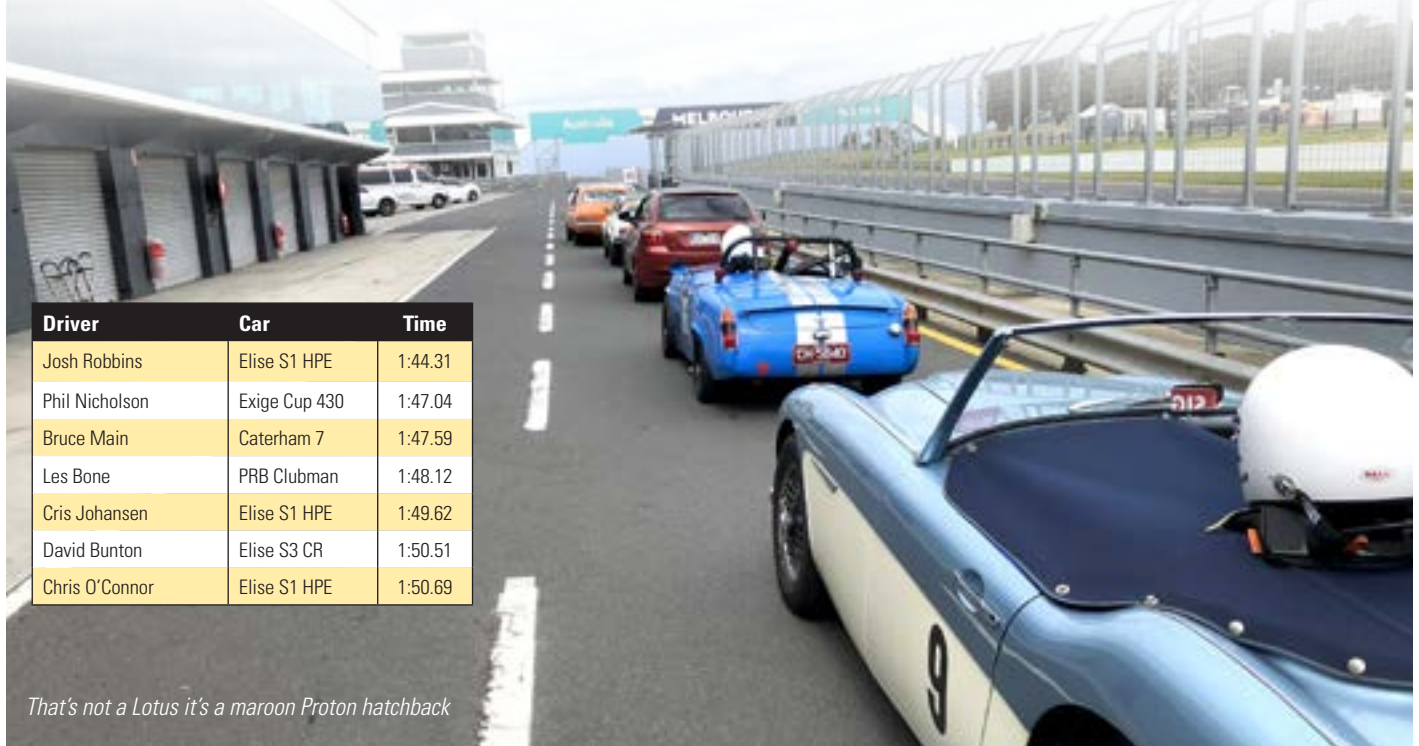 Australia
Driver Car Time
Josh Robbins Elise S1 HPE 1:44.31
Phil Nicholson Exige Cup 430 1:47.04
Bruce Main Caterham 7 1:47.59
Les Bone PRB Clubman 1:48.12
Cris Johansen Elise S1 HPE 1:49.62
David Bunton Elise S3 CR 1:50.51
Chris O'Connor Elise S1 HPE 1:50.69
9
That's not a Lotus it's a maroon Proton hatchback